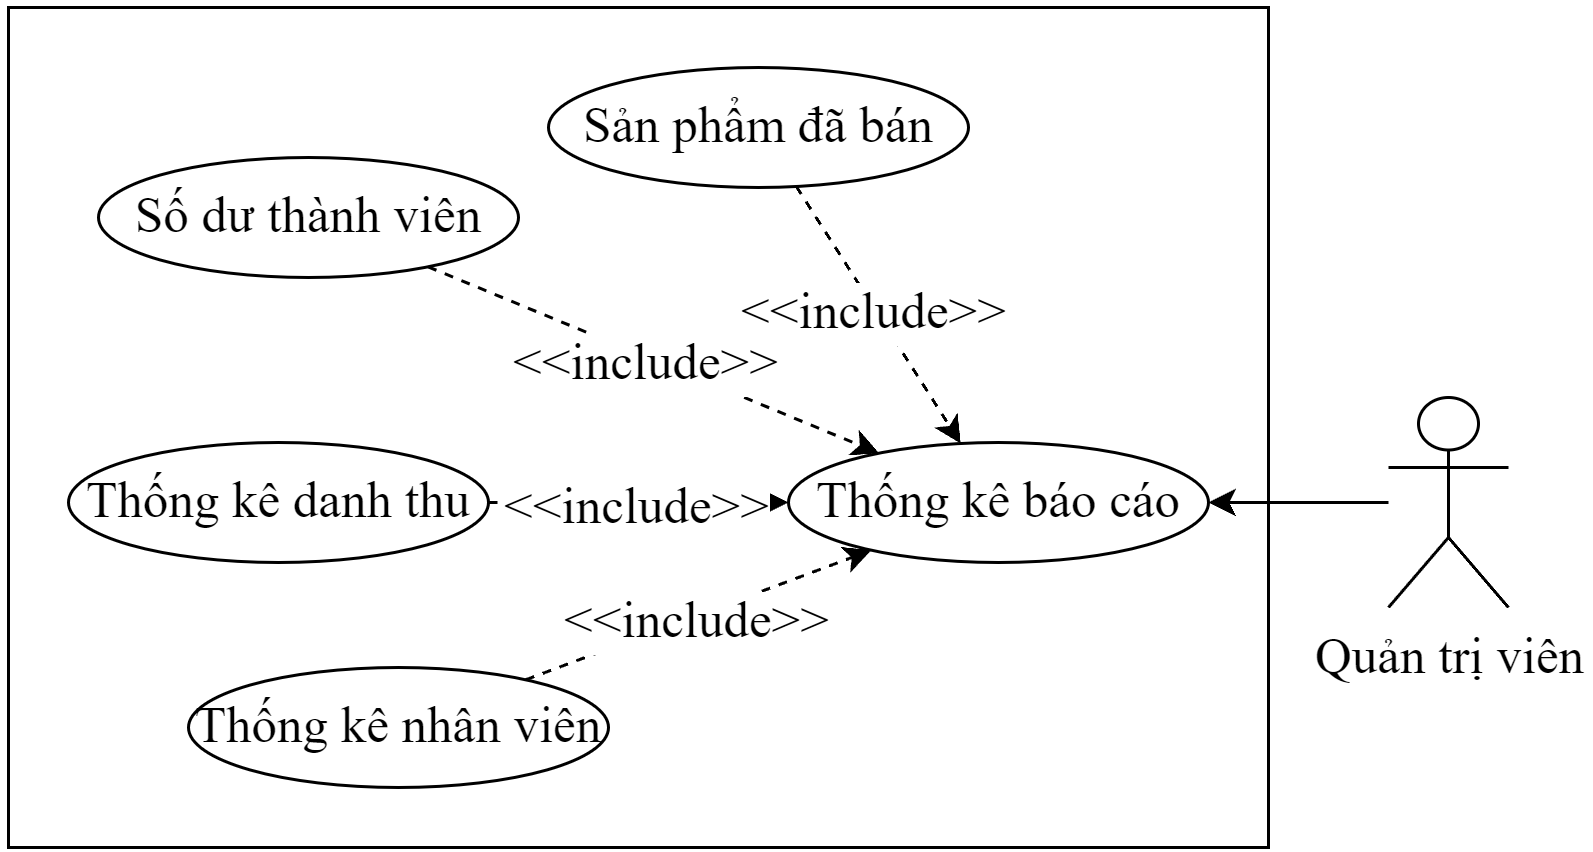 Sản phẩm đã bán
Số dư thành viên
<<include>>
<<include>>
Thống kê danh thu
<<include>>
Thống kê báo cáo
<<include>>
Quản trị viên
Thống kê nhân viên